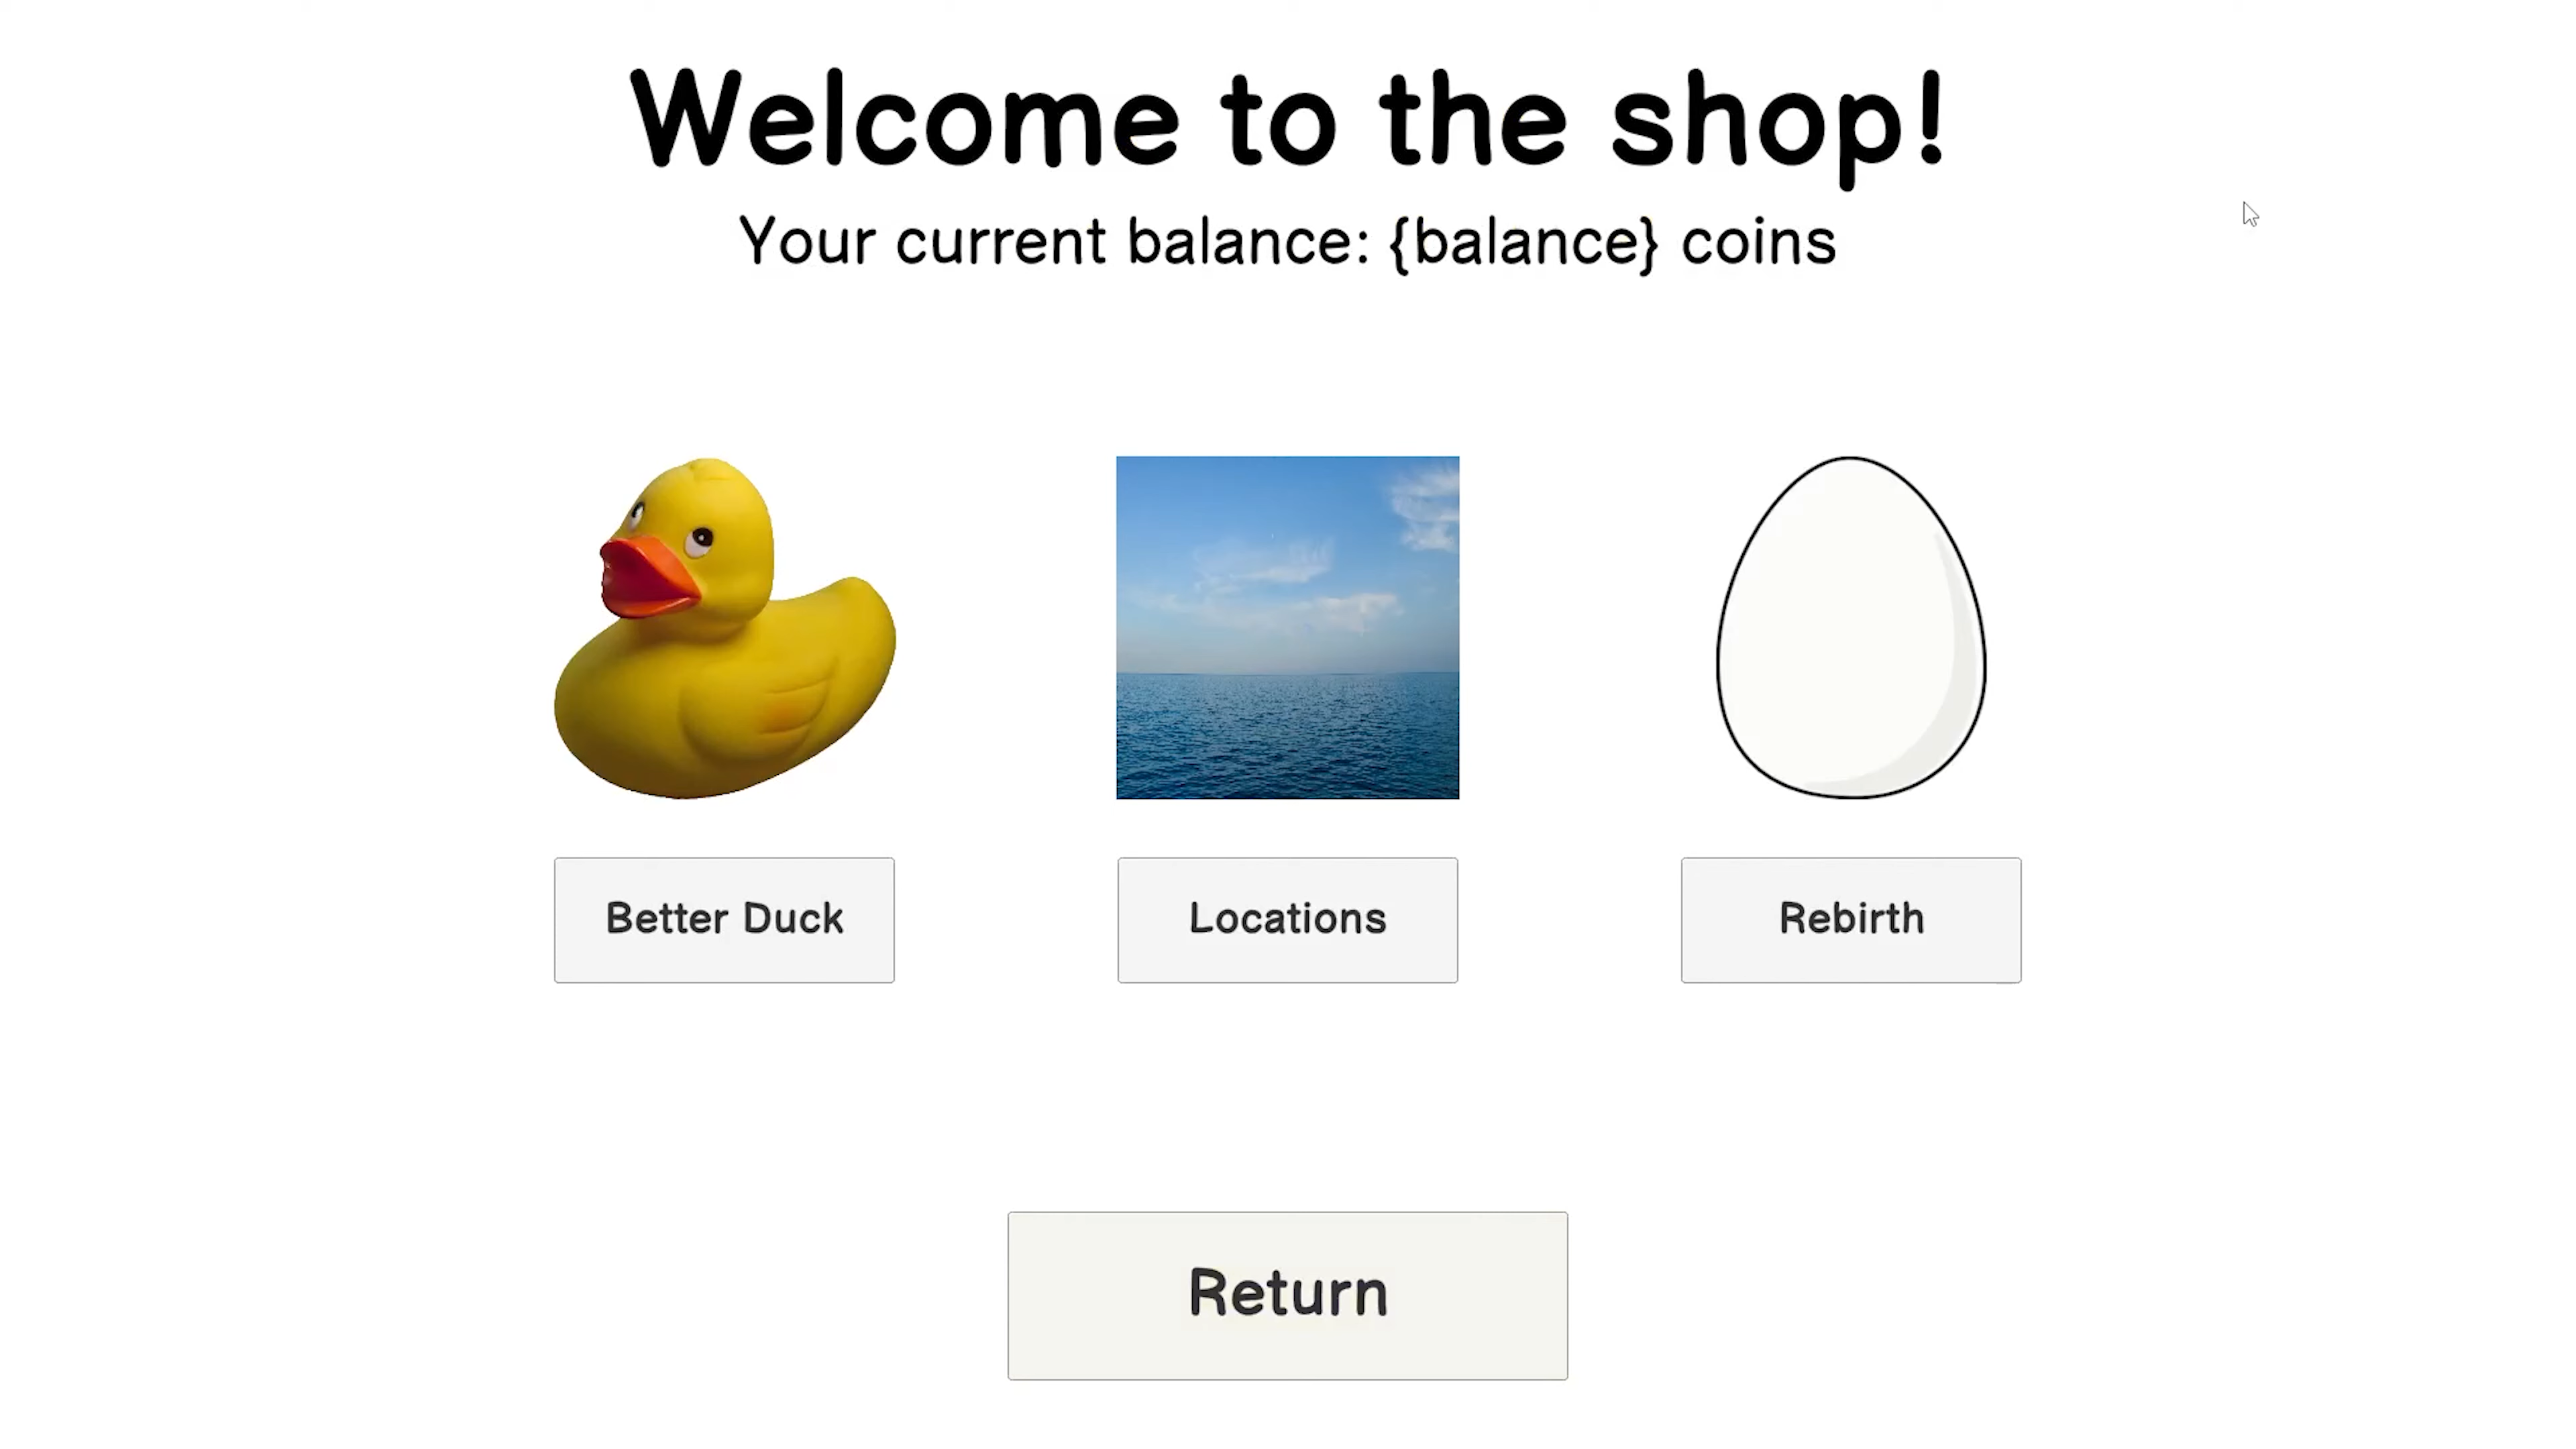 Welcome to the shop!
Your current balance: {balance} coins
Better Duck
Locations
Rebirth
Return